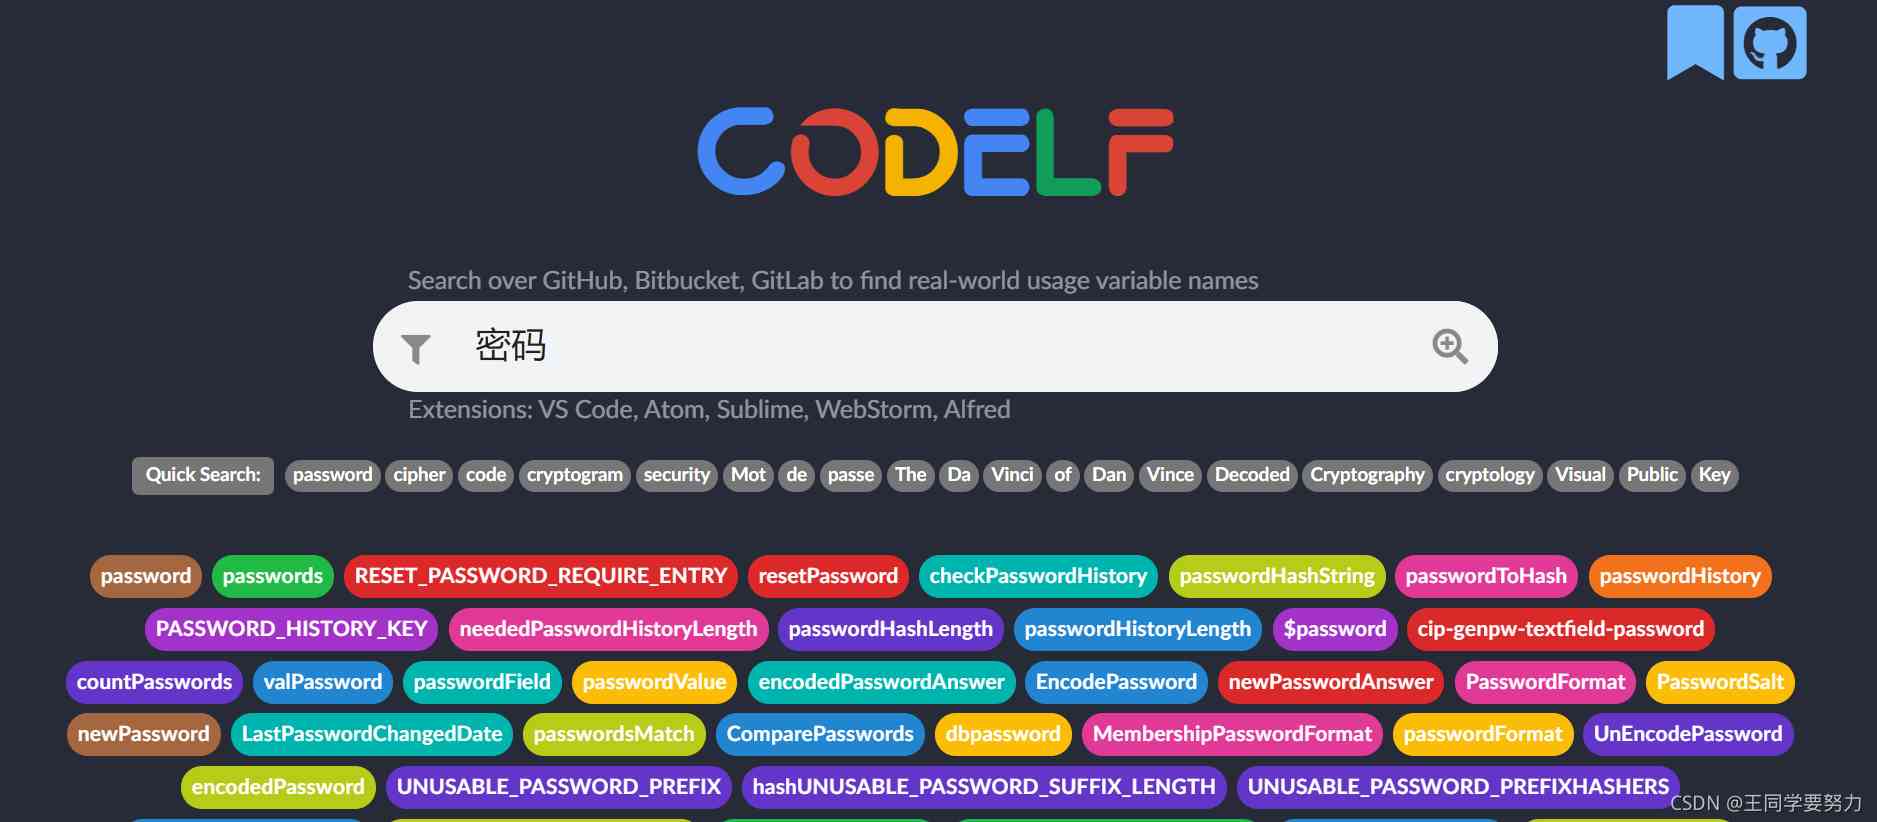 CODELF
Search over GitHub, Bitbucket, GitLab to find real-world usage variable names
密码
Extensions: VS Code, Atom, Sublime, WebStorm, Alfred
Quick Search: password cipher code cryptogram security Mot de passe The Da Vinci of Dan Vince Decoded Cryptography cryptology Visual Public Key
password passwords RESET_PASSWORD_REQUIRE_ENTRY resetPassword checkPasswordHistory passwordHashString passwordToHash passwordHistory
PASSWORD_HISTORY_KEY neededPasswordHistoryLength passwordHashLength passwordHistoryLength $password cip-genpw-textfield-password
countPasswords valPassword passwordField passwordValue encodedPasswordAnswer EncodePassword newPasswordAnswer PasswordFormat PasswordSalt
newPassword LastPasswordChangedDate passwordsMatch ComparePasswords dbpassword MembershipPasswordFormat passwordFormat UnEncodePassword
encodedPassword UNUSABLE_PASSWORD_PREFIX hashUNUSABLE_PASSWORD_SUFFIX_LENGTH UNUSABLE_PASSWORD_PREFIXHASHERS
CSDN @王同学要努力